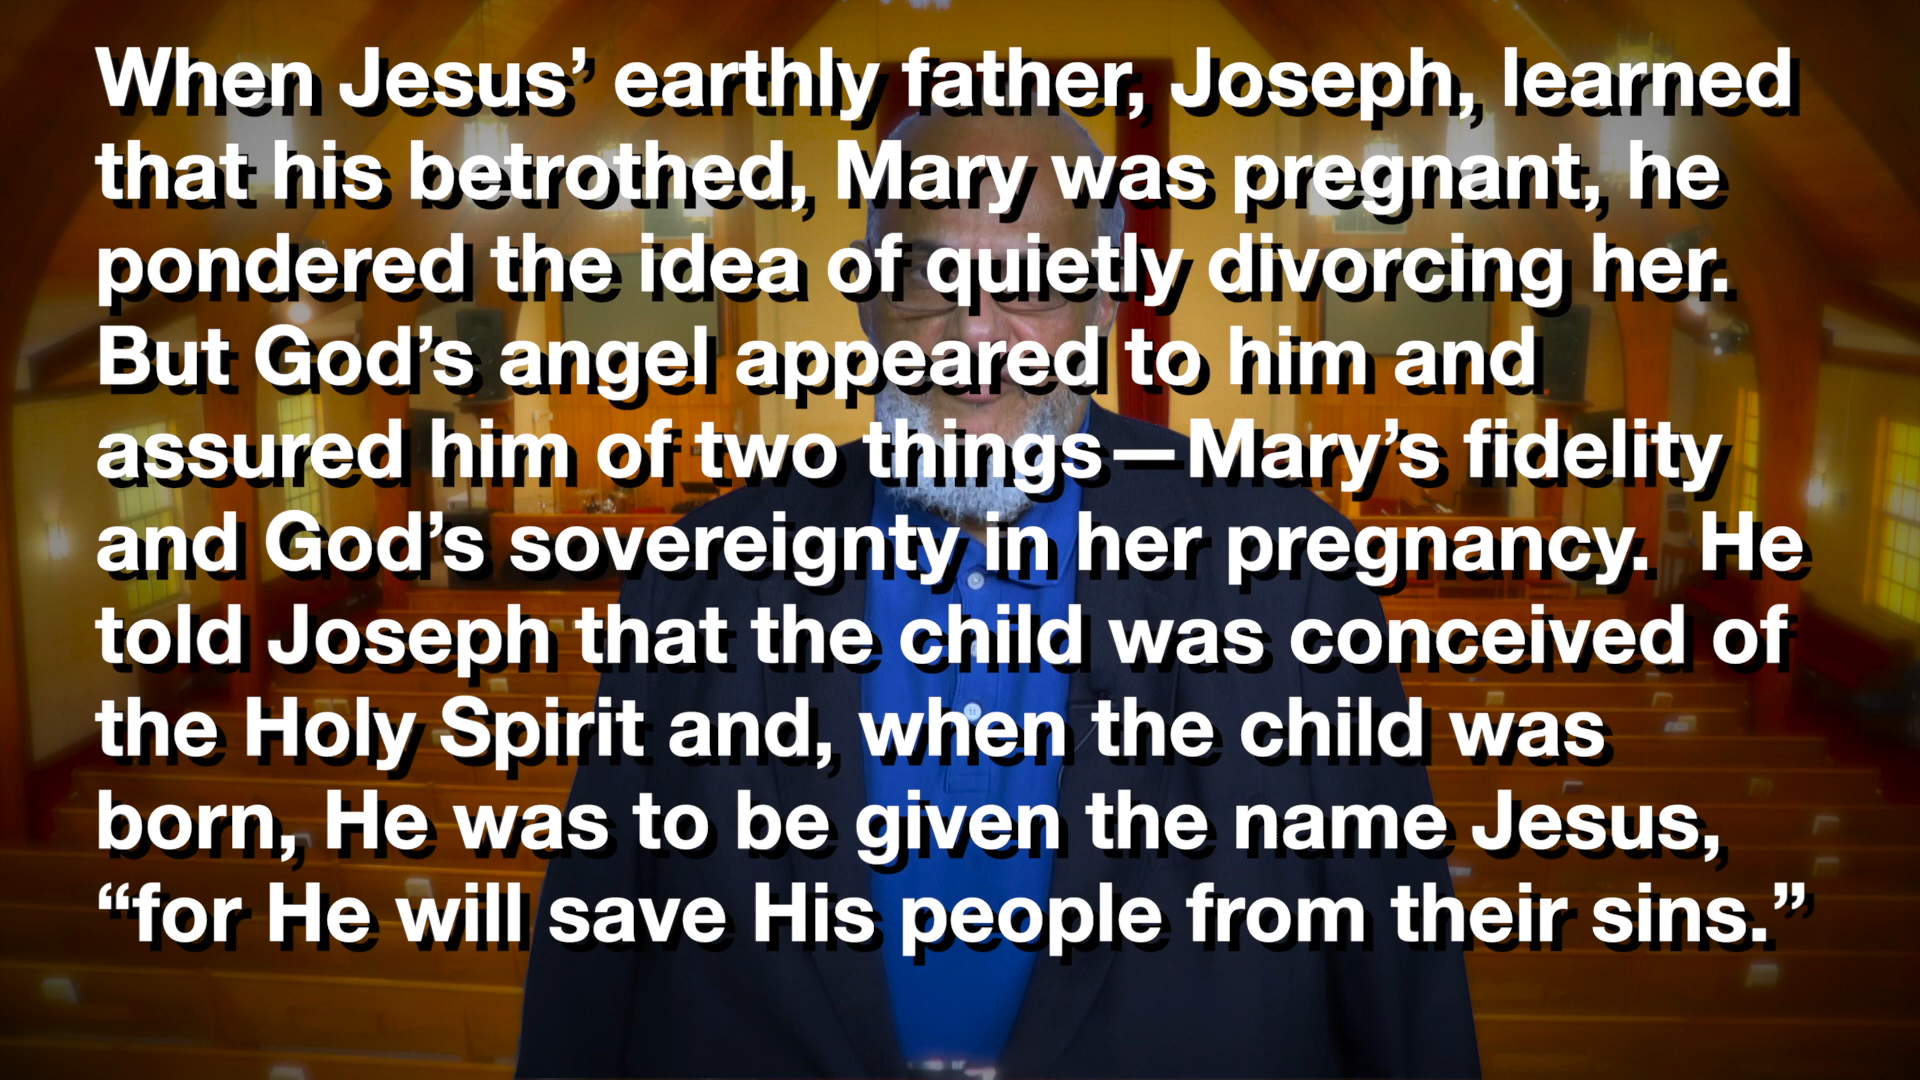 When Jesus’ earthly father, Joseph, learned
that his betrothed, Mary was pregnant, he
pondered the idea of quietly divorcing her.
But God’s angel appeared to him and
assured him of two things—Mary’s fidelity
and God’s sovereignty in her pregnancy.  He
told Joseph that the child was conceived of
the Holy Spirit and, when the child was
born, He was to be given the name Jesus,
“for He will save His people from their sins.”